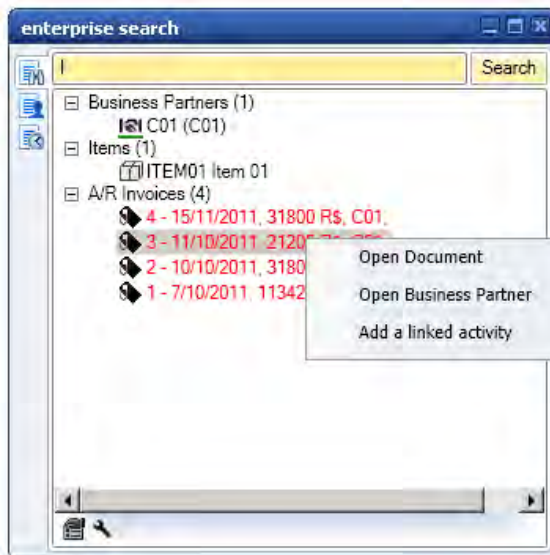 enterprise search
Search
Business Partners (1)
C01 (C01)
Items (1)
ITEM01 Item 01
A/R Invoices (4)
4 - 15/11/2011, 31800 R$, C01,
3 - 11/10/2011, 2120
2 - 10/10/2011, 3180
1 - 7/10/2011, 11342
Open Document
Open Business Partner
Add a linked activity